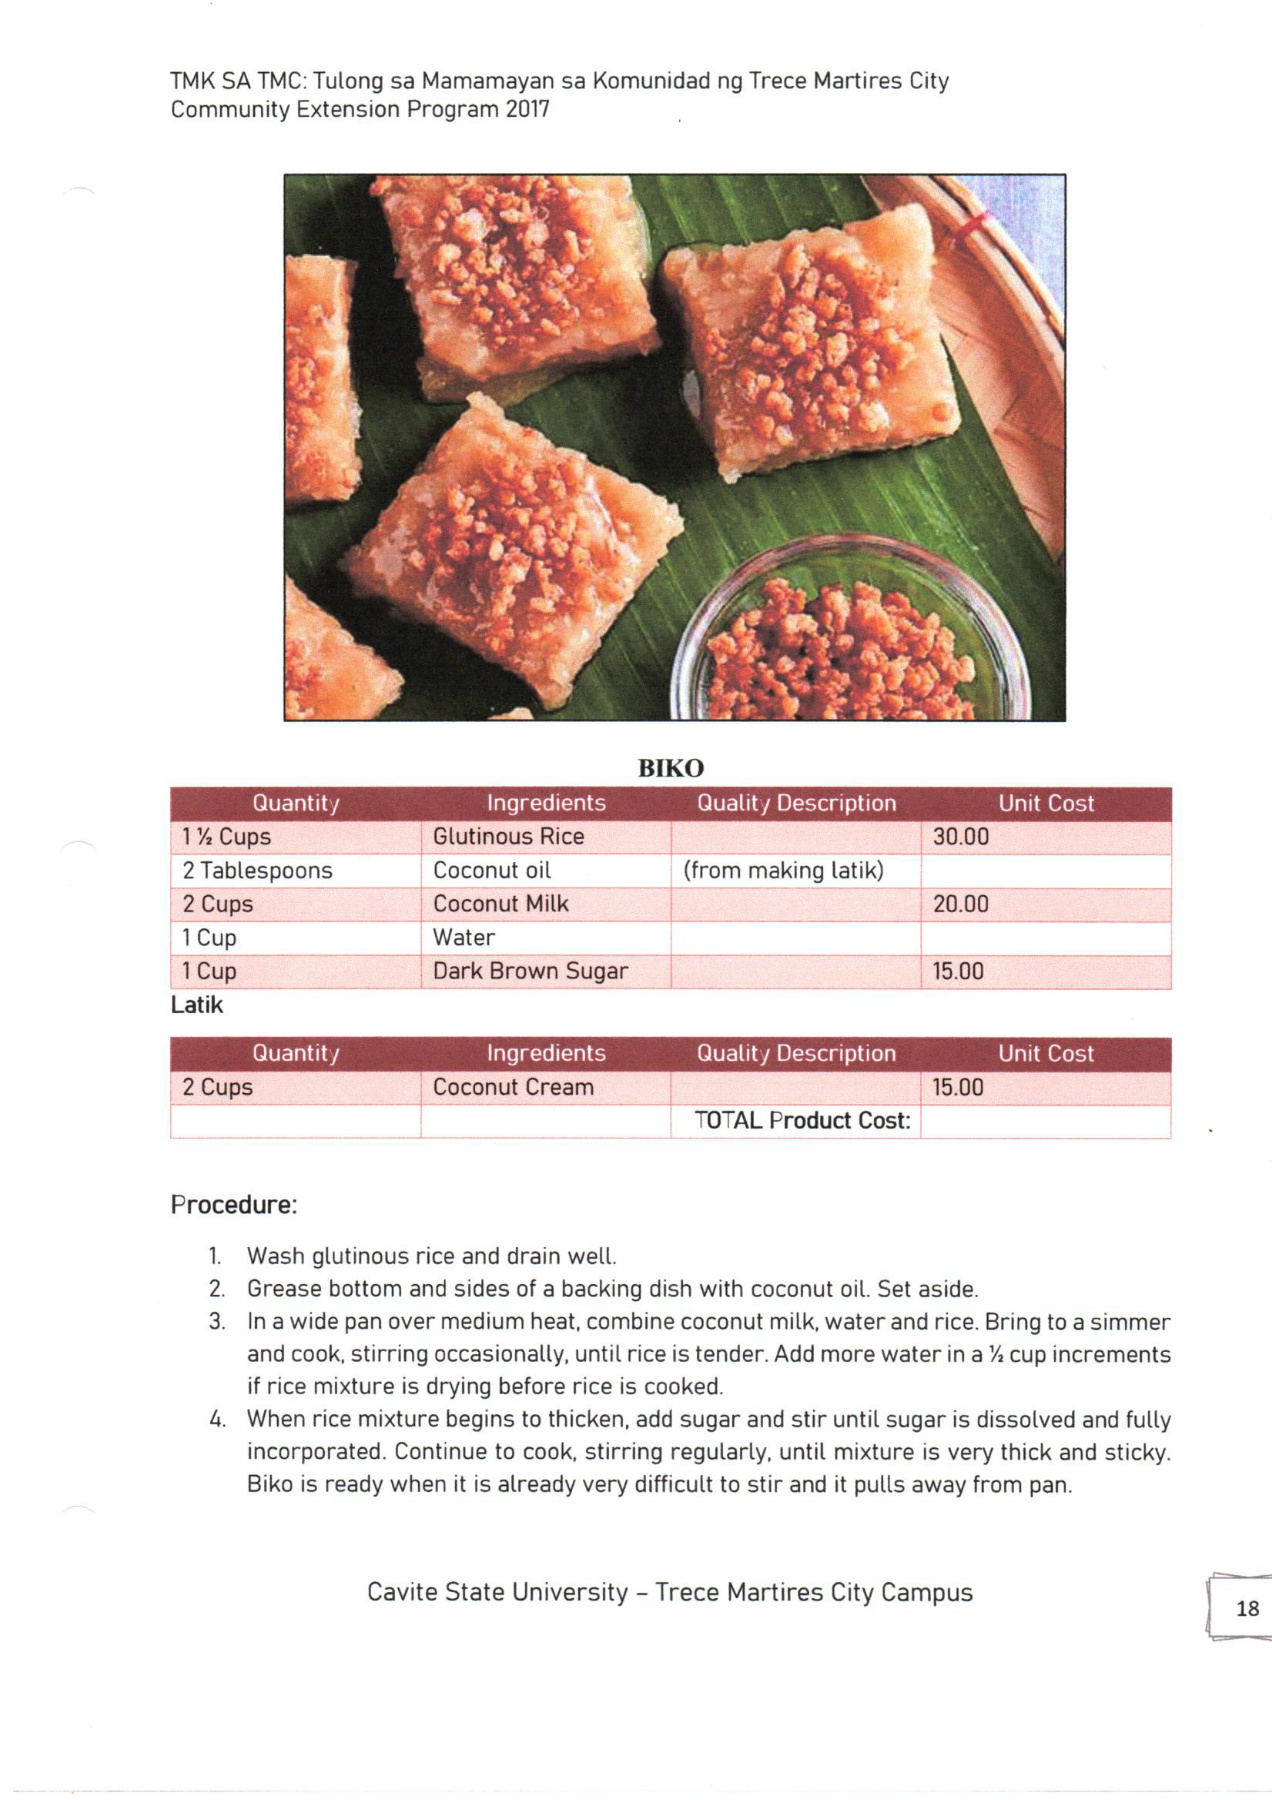 TMK SA TMC: Tulong sa Mamamayan sa Komunidad ng Trece Martires City
Community Extension Program 2017
BIKO
Quantity Ingredients Quality Description Unit Cost
1 ½ Cups Glutinous Rice 30.00
2 Tablespoons Coconut oil (from making latik)
2 Cups Coconut Milk 20.00
1 Cup Water
1 Cup Dark Brown Sugar 15.00
Latik
Quantity Ingredients Quality Description Unit Cost
2 Cups Coconut Cream 15.00
TOTAL Product Cost:
Procedure:
1. Wash glutinous rice and drain well.
2. Grease bottom and sides of a backing dish with coconut oil. Set aside.
3. In a wide pan over medium heat, combine coconut milk, water and rice. Bring to a simmer
and cook, stirring occasionally, until rice is tender. Add more water in a ½ cup increments
if rice mixture is drying before rice is cooked.
4. When rice mixture begins to thicken, add sugar and stir until sugar is dissolved and fully
incorporated. Continue to cook, stirring regularly, until mixture is very thick and sticky.
Biko is ready when it is already very difficult to stir and it pulls away from pan.
Cavite State University – Trece Martires City Campus
18